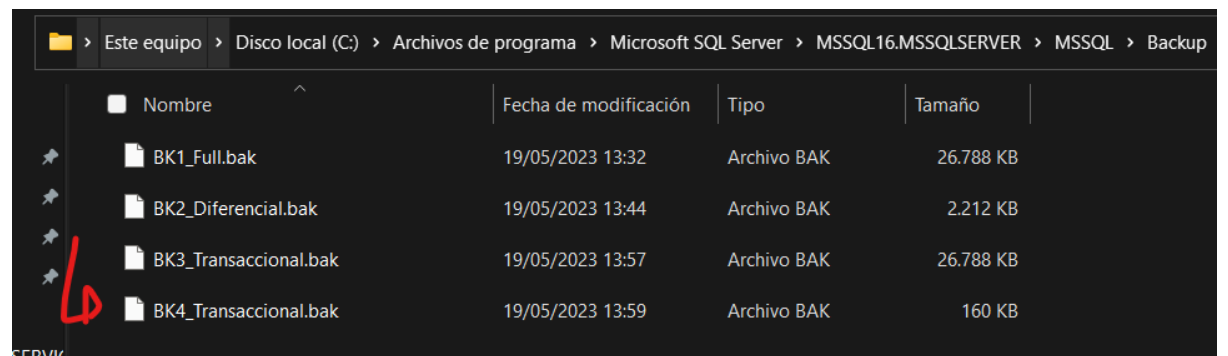 Este equipo > Disco local (C:) > Archivos de programa > Microsoft SQL Server > MSSQL16.MSSQLSERVER > MSSQL > Backup
Nombre Fecha de modificación Tipo Tamaño
BK1_Full.bak 19/05/2023 13:32 Archivo BAK 26.788 KB
BK2_Diferencial.bak 19/05/2023 13:44 Archivo BAK 2.212 KB
BK3_Transaccional.bak 19/05/2023 13:57 Archivo BAK 26.788 KB
BK4_Transaccional.bak 19/05/2023 13:59 Archivo BAK 160 KB